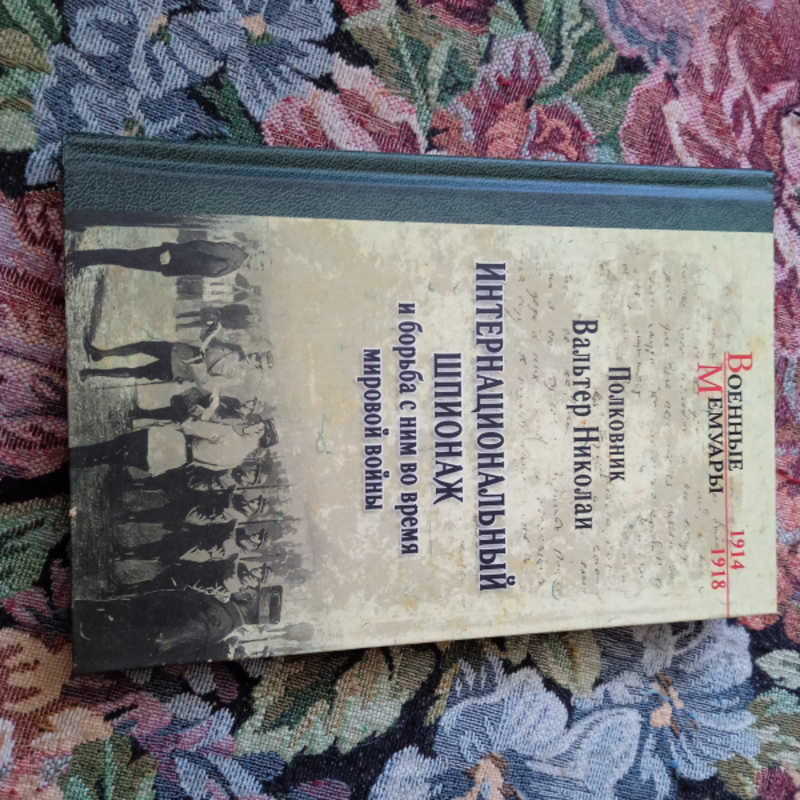 Военные
Мемуары
1914
1918
Полковник
Вальтер Николаи
Интернациональный
шпионаж
и борьба с ним во время
мировой войны